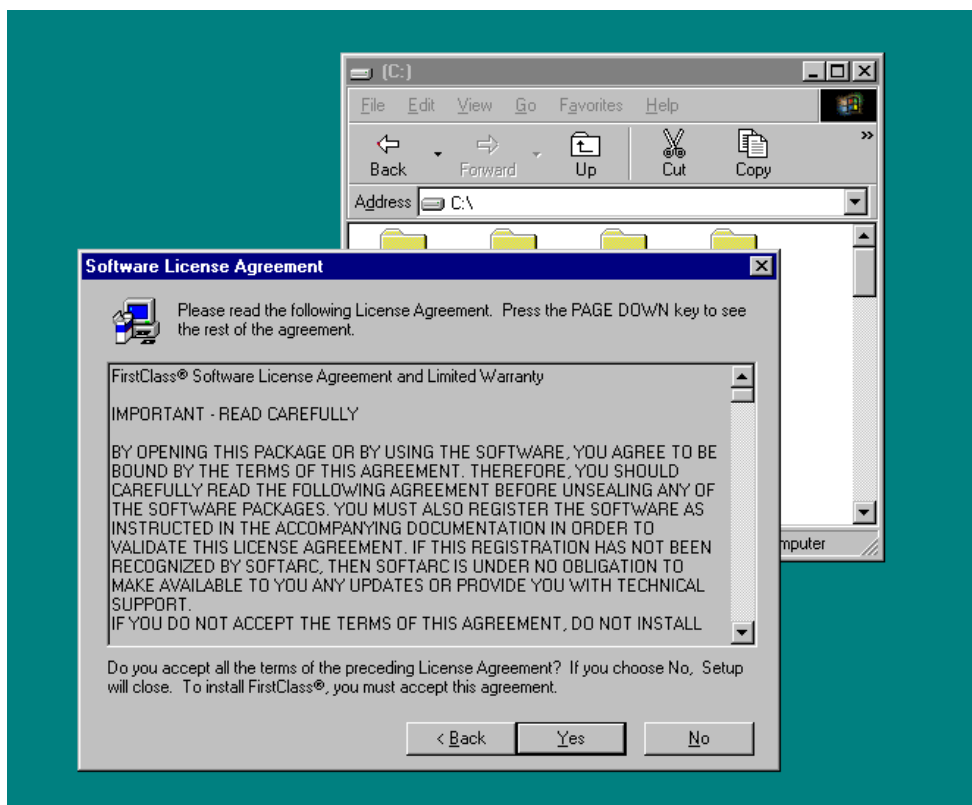 (C:)
File Edit View Go Favorites Help
Back Forward Up Cut Copy »
Address C:\
Software License Agreement
Please read the following License Agreement. Press the PAGE DOWN key to see
the rest of the agreement.
FirstClass® Software License Agreement and Limited Warranty
IMPORTANT - READ CAREFULLY
BY OPENING THIS PACKAGE OR BY USING THE SOFTWARE, YOU AGREE TO BE
BOUND BY THE TERMS OF THIS AGREEMENT. THEREFORE, YOU SHOULD
CAREFULLY READ THE FOLLOWING AGREEMENT BEFORE UNSEALING ANY OF
THE SOFTWARE PACKAGES. YOU MUST ALSO REGISTER THE SOFTWARE AS
INSTRUCTED IN THE ACCOMPANYING DOCUMENTATION IN ORDER TO
VALIDATE THIS LICENSE AGREEMENT. IF THIS REGISTRATION HAS NOT BEEN
RECOGNIZED BY SOFTARC, THEN SOFTARC IS UNDER NO OBLIGATION TO
MAKE AVAILABLE TO YOU ANY UPDATES OR PROVIDE YOU WITH TECHNICAL
SUPPORT.
IF YOU DO NOT ACCEPT THE TERMS OF THIS AGREEMENT, DO NOT INSTALL
mputer
Do you accept all the terms of the preceding License Agreement? If you choose No, Setup
will close. To install FirstClass®, you must accept this agreement.
< Back Yes No